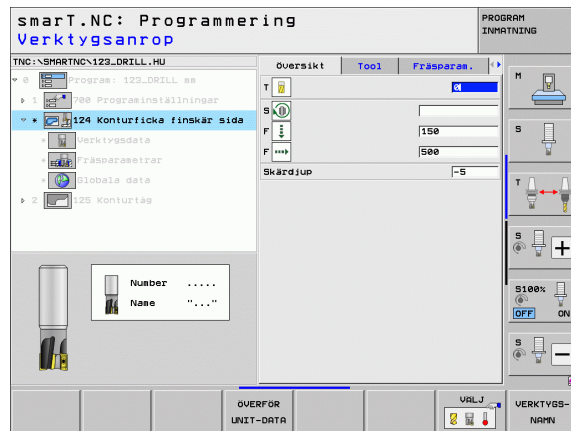 smarT.NC: Programmering
Verktygsanrop
PROGRAM
INMATNING
TNC:\SMARTNC\123_DRILL.HU
0 Program: 123_DRILL mm
1 700 Programinställningar
* 124 Konturficka finskär sida
Verktygsdata
Fräsparametrar
Globala data
2 125 Konturtåg
Översikt Tool Fräsparam.
T
S
F 150
F 500
Skärdjup -5
Number .....
Name "..."
M
S
T
S
S100%
OFF ON
S
ÖVERFÖR
UNIT-DATA
VÄLJ
VERKTYGS-
NAMN